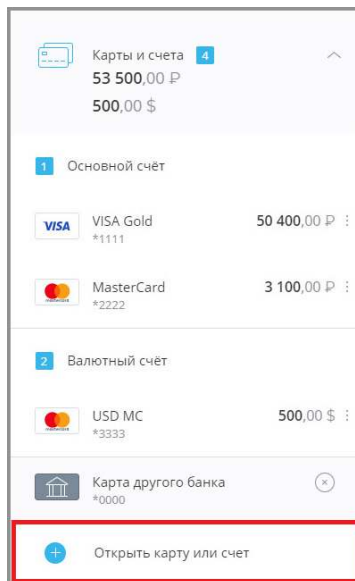 Карты и счета 4
53 500,00 ₽
500,00 $
1 Основной счёт
VISA VISA Gold 50 400,00 ₽
*1111
MasterCard 3 100,00 ₽
*2222
2 Валютный счёт
USD MC 500,00 $
*3333
Карта другого банка
*0000
Открыть карту или счет